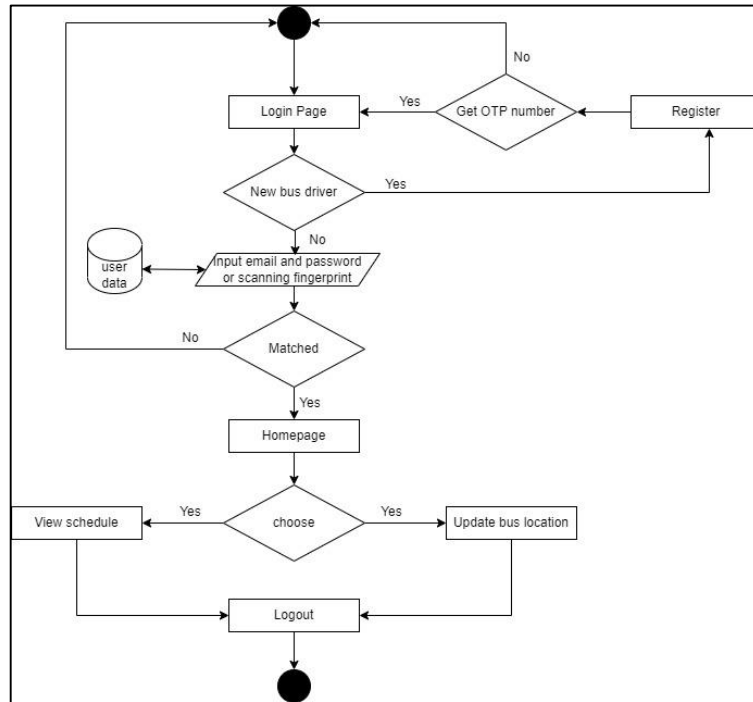 No
Yes
Login Page
Get OTP number
Register
New bus driver
Yes
No
user
data
Input email and password
or scanning fingerprint
No
Matched
Yes
Homepage
Yes
Yes
View schedule
choose
Update bus location
Logout